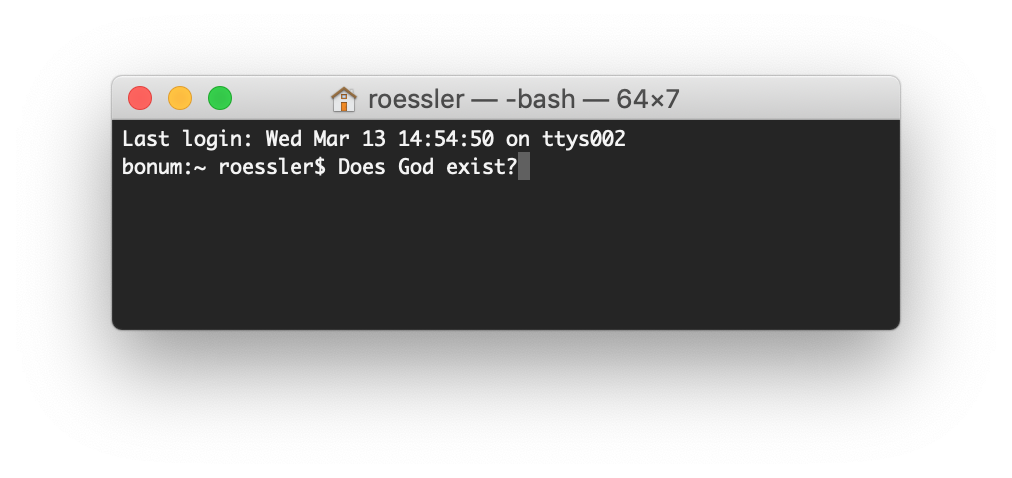 roessler — -bash — 64×7
Last login: Wed Mar 13 14:54:50 on ttys002
bonum:~ roessler$ Does God exist?